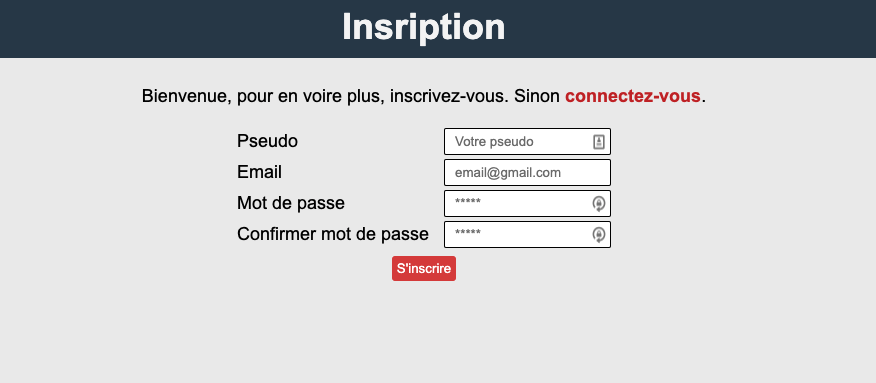 Insription
Bienvenue, pour en voire plus, inscrivez-vous. Sinon connectez-vous.
Pseudo Votre pseudo
Email email@gmail.com
Mot de passe *****
Confirmer mot de passe *****
S'inscrire